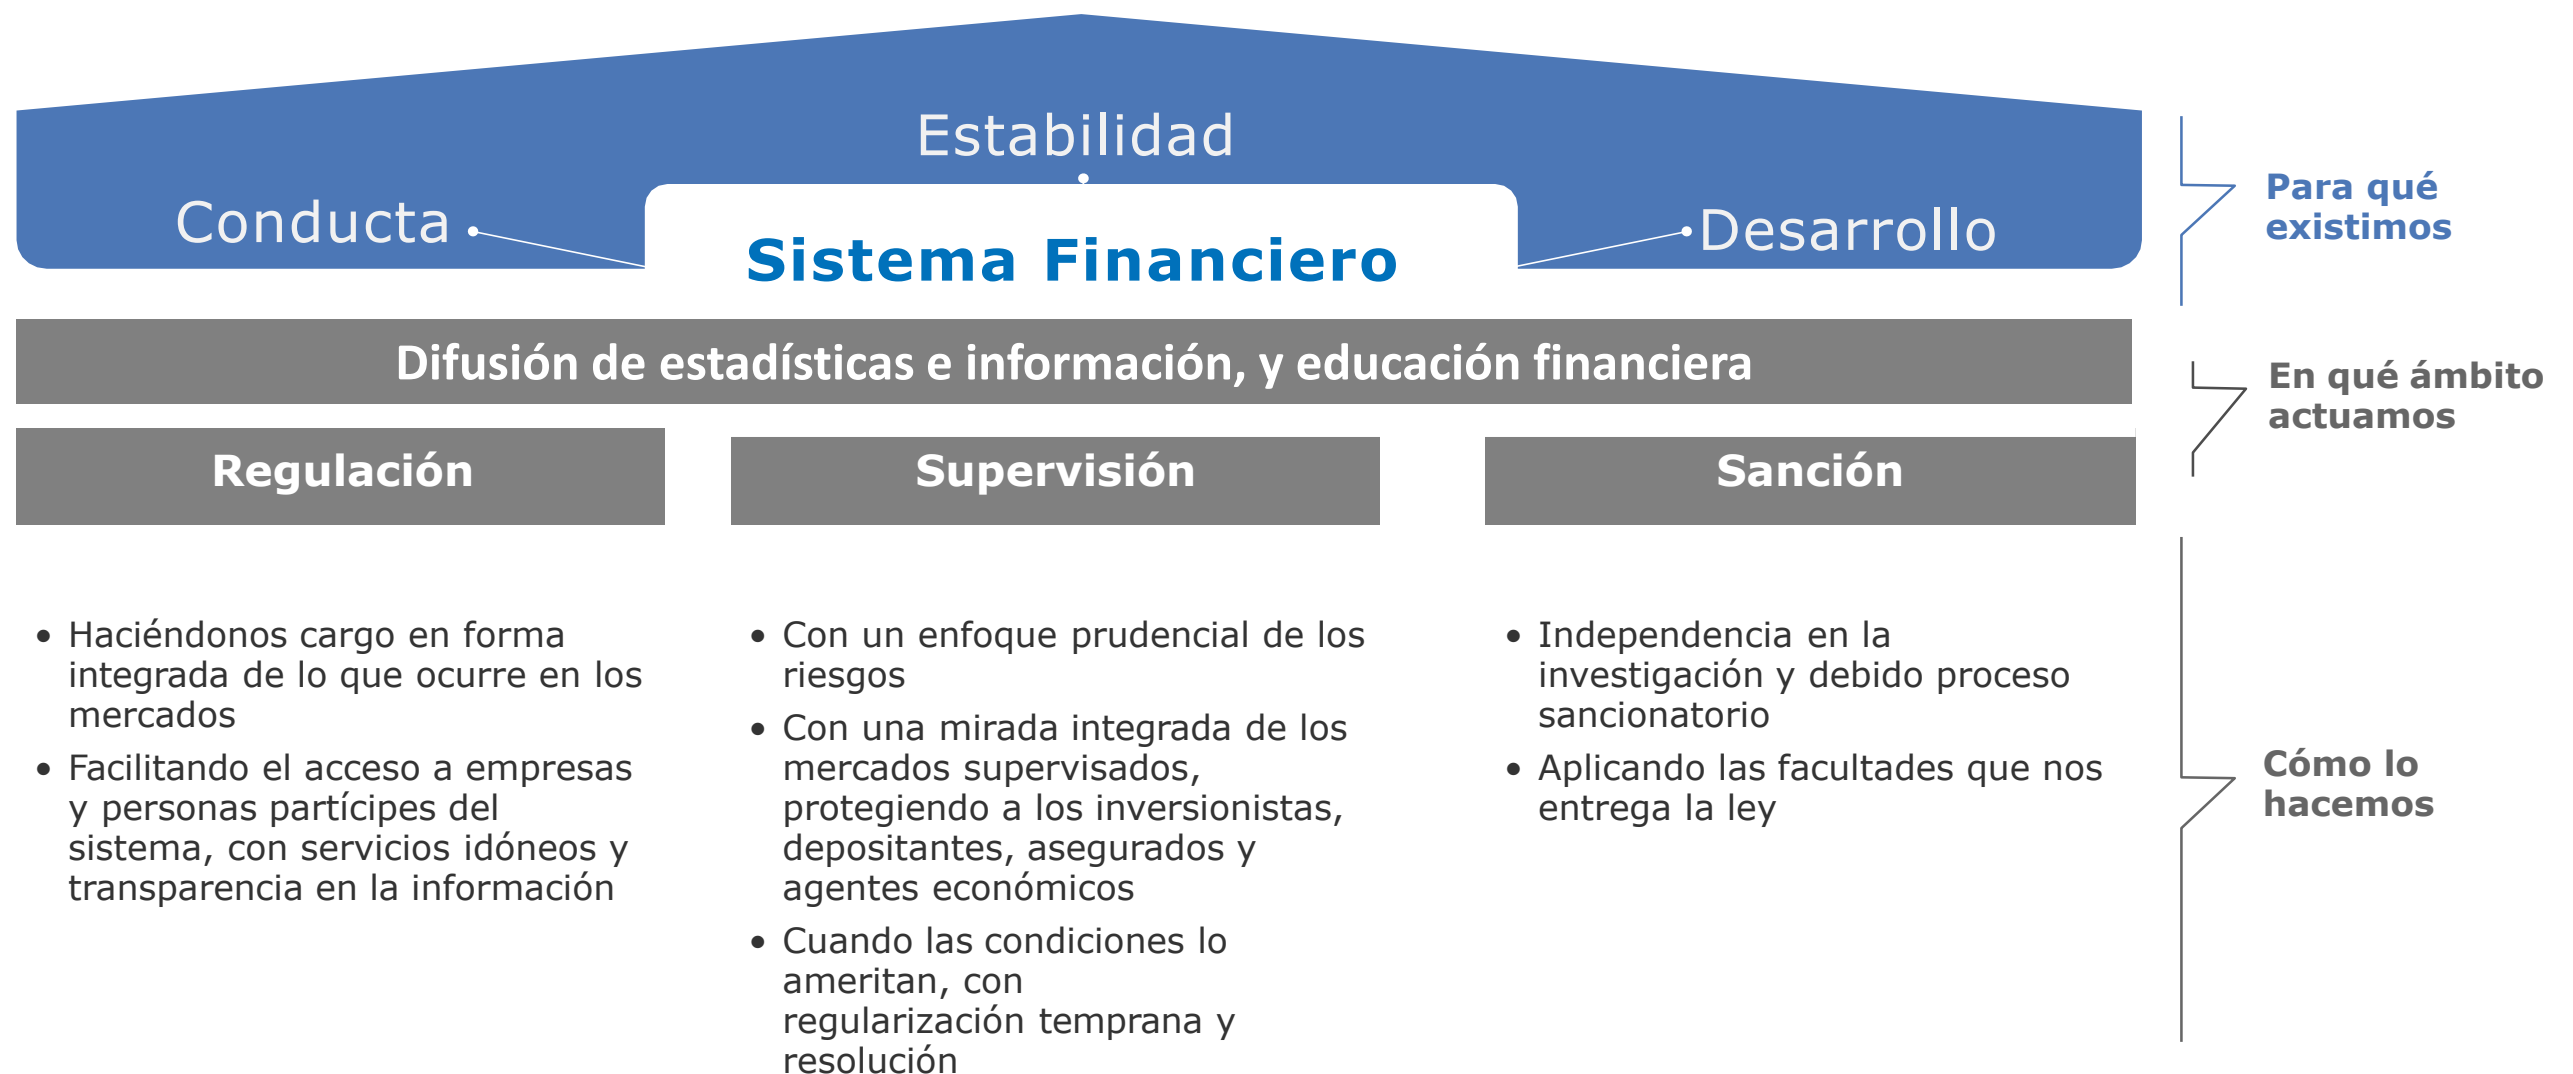 Estabilidad
Conducta
Desarrollo
Sistema Financiero
Para qué
existimos
Difusión de estadísticas e información, y educación financiera
En qué ámbito
actuamos
Regulación
Supervisión
Sanción
• Haciéndonos cargo en forma
integrada de lo que ocurre en los
mercados
• Facilitando el acceso a empresas
y personas partícipes del
sistema, con servicios idóneos y
transparencia en la información
• Con un enfoque prudencial de los
riesgos
• Con una mirada integrada de los
mercados supervisados,
protegiendo a los inversionistas,
depositantes, asegurados y
agentes económicos
• Cuando las condiciones lo
ameritan, con
regularización temprana y
resolución
• Independencia en la
investigación y debido proceso
sancionatorio
• Aplicando las facultades que nos
entrega la ley
Cómo lo
hacemos